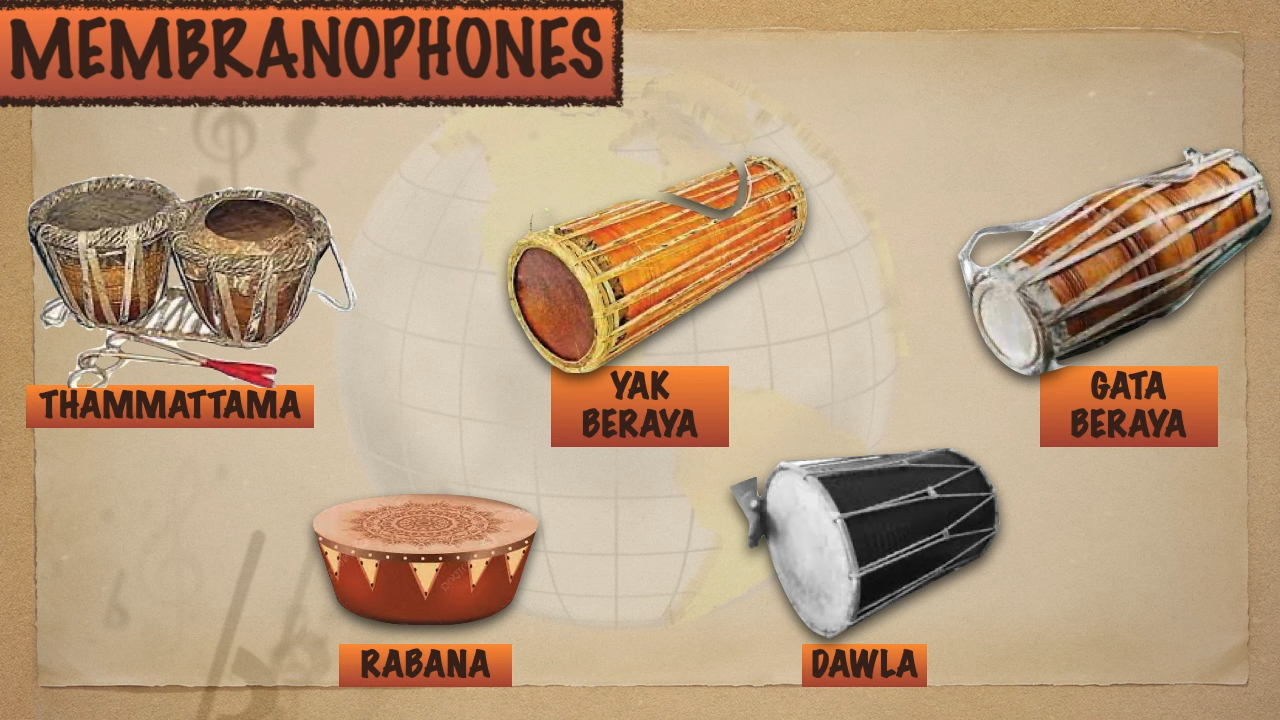 MEMBRANOPHONES
THAMMATTAMA
YAK
BERAYA
GATA
BERAYA
RABANA
DAWLA